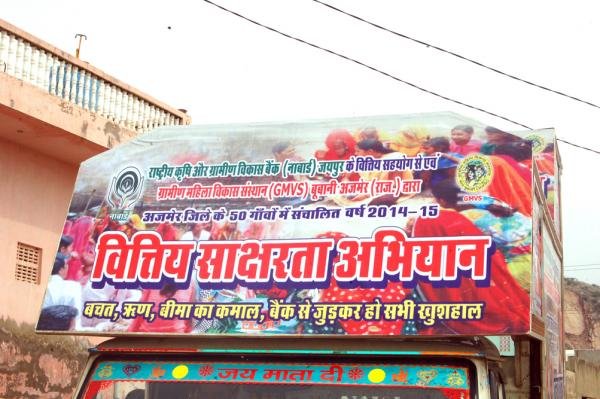 राष्ट्रीय कृषि और ग्रामीण विकास बैंक (नाबार्ड) जयपुर के वित्तिय सहयोग से एवं
ग्रामीण महिला विकास संस्थान (GMVS) बूबानी अजमेर (राज.) द्वारा
अजमेर जिले के 50 गाँवों में संचालित वर्ष 2014-15
नाबार्ड
GMVS
वित्तिय साक्षरता अभियान
बचत, ऋण, बीमा का कमाल, बैंक से जुड़कर हो सभी खुशहाल
जय माता दी